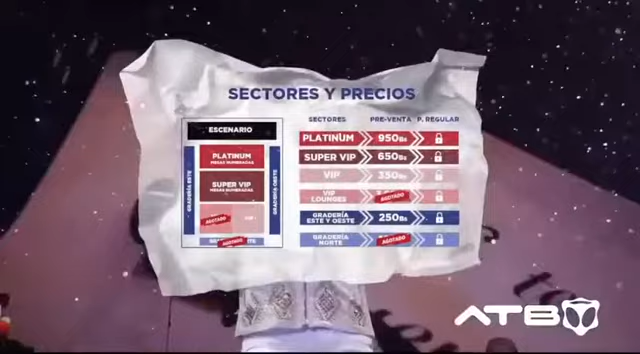 SECTORES Y PRECIOS
ESCENARIO
PLATINUM
MESAS NUMERADAS
SUPER VIP
MESAS NUMERADAS
AGOTADO
VIP
AGOTADO
GRADERÍA ESTE
GRADERÍA OESTE
SECTORES PRE-VENTA P. REGULAR
PLATINUM 950Bs
SUPER VIP 650Bs
VIP 350Bs
VIP LOUNGES AGOTADO
GRADERÍA ESTE Y OESTE 250Bs
GRADERÍA NORTE AGOTADO
ATB